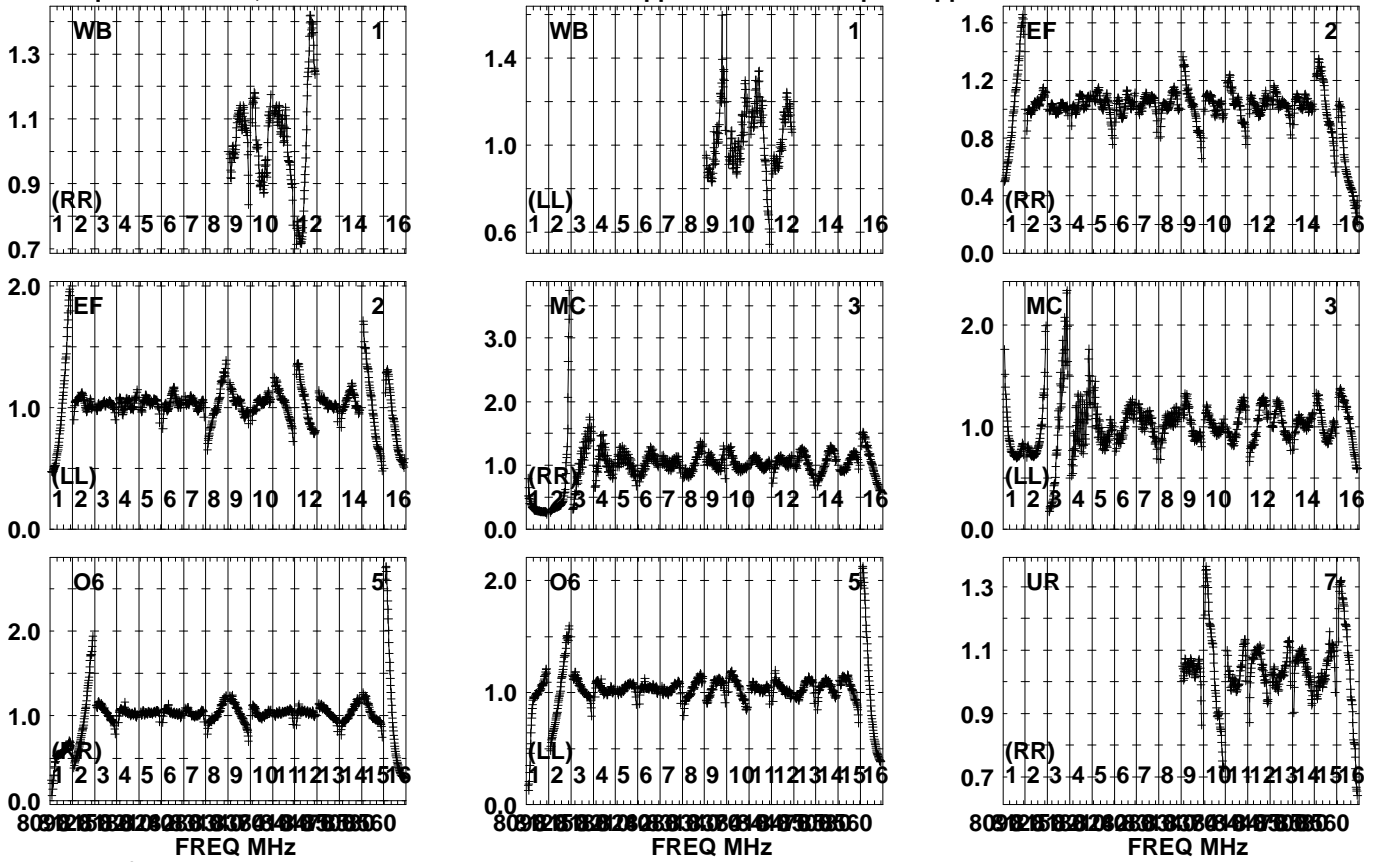 WB 1
1.3
1.1
0.9
0.7
(RR)
1 2 3 4 5 6 7 8 9 10 12 14 16
WB 1
1.4
1.0
0.6
(LL)
1 2 3 4 5 6 7 8 9 10 12 16
EF 2
1.6
1.2
0.8
0.4
0.0
(RR)
1 2 3 4 5 6 7 8 9 10 12 14 16
EF 2
2.0
1.0
0.0
(LL)
1 2 3 4 5 6 7 8 9 10 12 14 16
MC 3
3.0
2.0
1.0
0.0
(RR)
1 2 3 4 5 6 7 8 9 10 12 14 16
MC 3
2.0
1.0
0.0
(LL)
1 2 3 4 5 6 7 8 9 10 12 14 16
O6 5
2.0
1.0
0.0
1 2 3 4 5 6 7 8 9 10 11 12 13 14 15 16
FREQ MHz
O6 5
2.0
1.0
0.0
(LL)
1 2 3 4 5 6 7 8 9 10 11 12 13 14 15 16
UR 7
1.3
1.1
0.9
0.7
(RR)
1 2 3 4 5 6 7 8 9 10 11 12 13 14 15 16
FREQ MHz